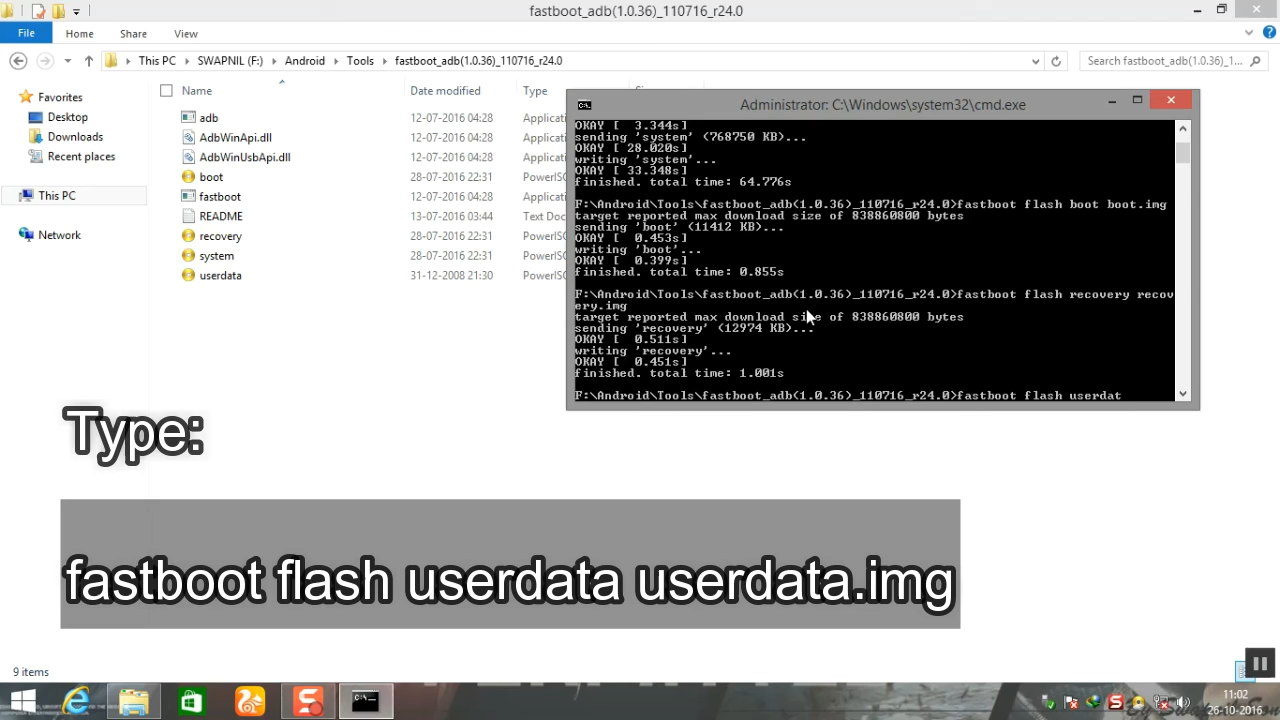 fastboot_adb(1.0.36)_110716_r24.0
File Home Share View
This PC SWAPNIL (F:) Android Tools fastboot_adb(1.0.36)_110716_r24.0
Search fastboot_adb(1.0.36)_1...
Favorites
Desktop
Downloads
Recent places
This PC
Network
Name Date modified Type
adb 12-07-2016 04:28 Applica
AdbWinApi.dll 12-07-2016 04:28 Applica
AdbWinUsbApi.dll 12-07-2016 04:28 Applica
boot 28-07-2016 22:31 PowerIS
fastboot 12-07-2016 04:28 Applica
README 13-07-2016 03:44 Text Do
recovery 28-07-2016 22:31 PowerIS
system 28-07-2016 22:31 PowerIS
userdata 31-12-2008 21:30 PowerIS
Administrator: C:\Windows\system32\cmd.exe
OKAY [  3.344s]
sending 'system' (768750 KB)...
OKAY [ 28.020s]
writing 'system'...
OKAY [ 33.348s]
finished. total time: 64.776s
F:\Android\Tools\fastboot_adb(1.0.36)_110716_r24.0>fastboot flash boot boot.img
target reported max download size of 838860800 bytes
sending 'boot' (11412 KB)...
OKAY [  0.453s]
writing 'boot'...
OKAY [  0.399s]
finished. total time: 0.855s
F:\Android\Tools\fastboot_adb(1.0.36)_110716_r24.0>fastboot flash recovery recov
ery.img
target reported max download size of 838860800 bytes
sending 'recovery' (12974 KB)...
OKAY [  0.511s]
writing 'recovery'...
OKAY [  0.451s]
finished. total time: 1.001s
F:\Android\Tools\fastboot_adb(1.0.36)_110716_r24.0>fastboot flash userdat
Type:
fastboot flash userdata userdata.img
9 items
11:02
26-10-2016